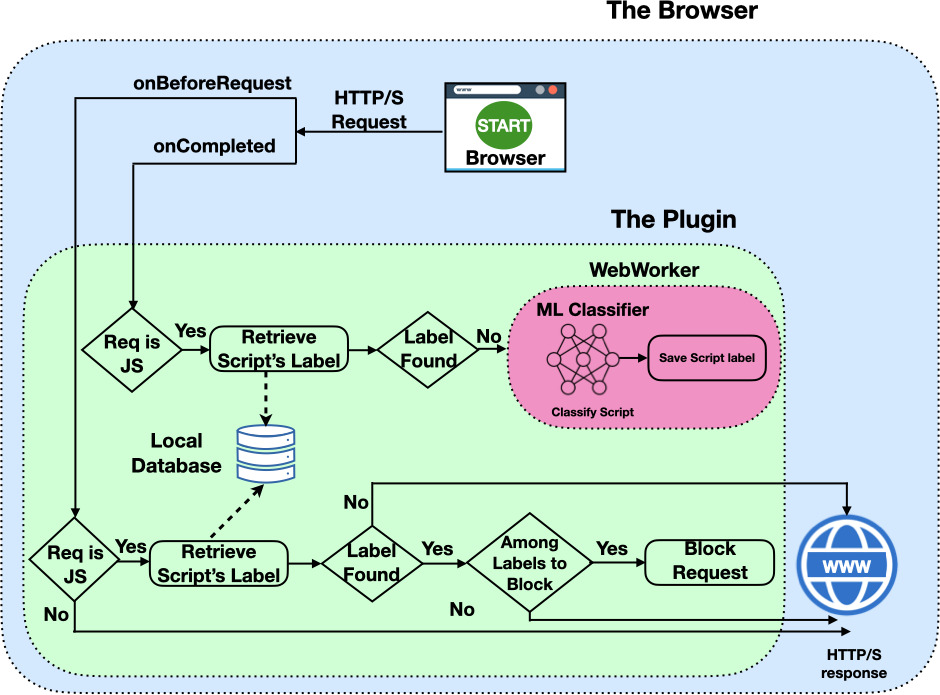 The Browser
onBeforeRequest
HTTP/S
Request
www
START
Browser
onCompleted
The Plugin
WebWorker
ML Classifier
Req is
JS
Yes
Retrieve
Script's Label
Label
Found
No
Save Script label
Classify Script
Local
Database
No
Req is
JS
Yes
Retrieve
Script's Label
Label
Found
Yes
Among
Labels to
Block
Yes
Block
Request
www
No
No
HTTP/S
response